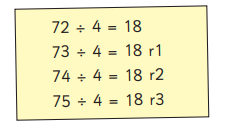 72 ÷ 4 = 18
73 ÷ 4 = 18 r1
74 ÷ 4 = 18 r2
75 ÷ 4 = 18 r3